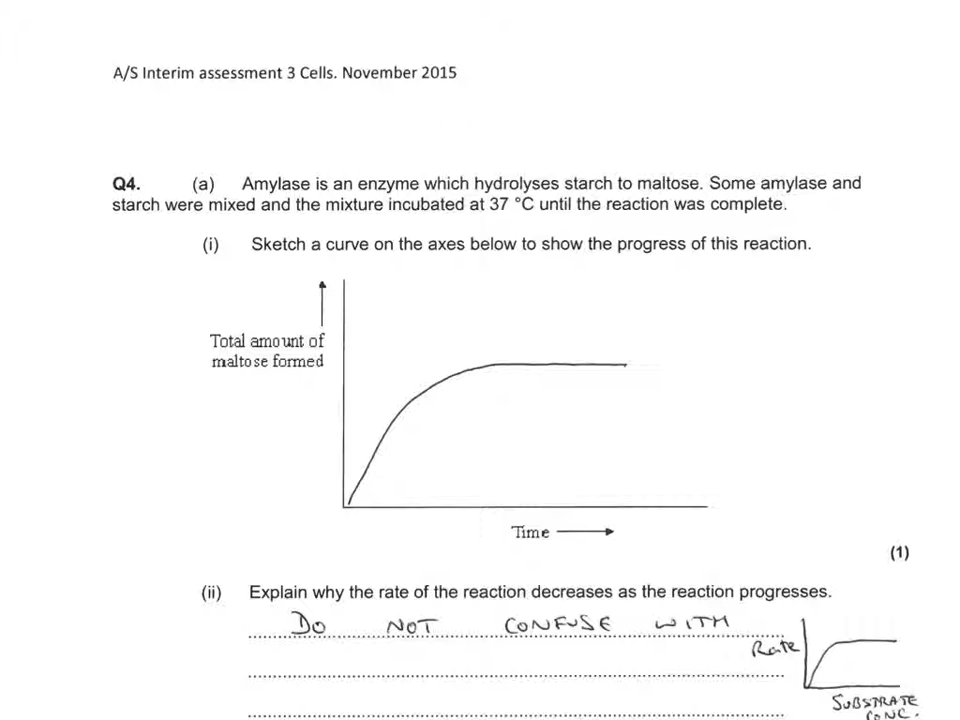 A/S Interim assessment 3 Cells. November 2015
Q4. (a) Amylase is an enzyme which hydrolyses starch to maltose. Some amylase and
starch were mixed and the mixture incubated at 37 °C until the reaction was complete.
(i) Sketch a curve on the axes below to show the progress of this reaction.
Total amount of
maltose formed
Time
(1)
(ii) Explain why the rate of the reaction decreases as the reaction progresses.
DO NOT CONFUSE WITH
Rate
SUBSTRATE
CONC.